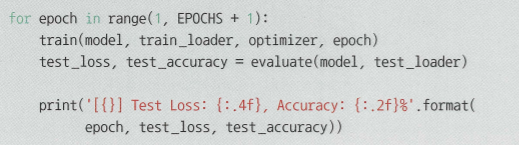 for epoch in range(1, EPOCHS + 1):
    train(model, train_loader, optimizer, epoch)
    test_loss, test_accuracy = evaluate(model, test_loader)

    print('[{}] Test Loss: {:.4f}, Accuracy: {:.2f}%'.format(
          epoch, test_loss, test_accuracy))